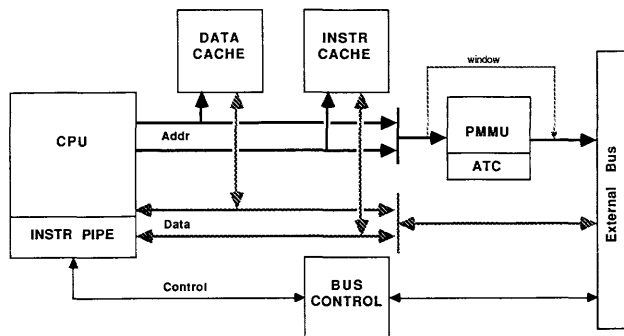 DATA
CACHE
INSTR
CACHE
window
CPU
Addr
PMMU
ATC
External Bus
INSTR PIPE
Data
Control
BUS
CONTROL